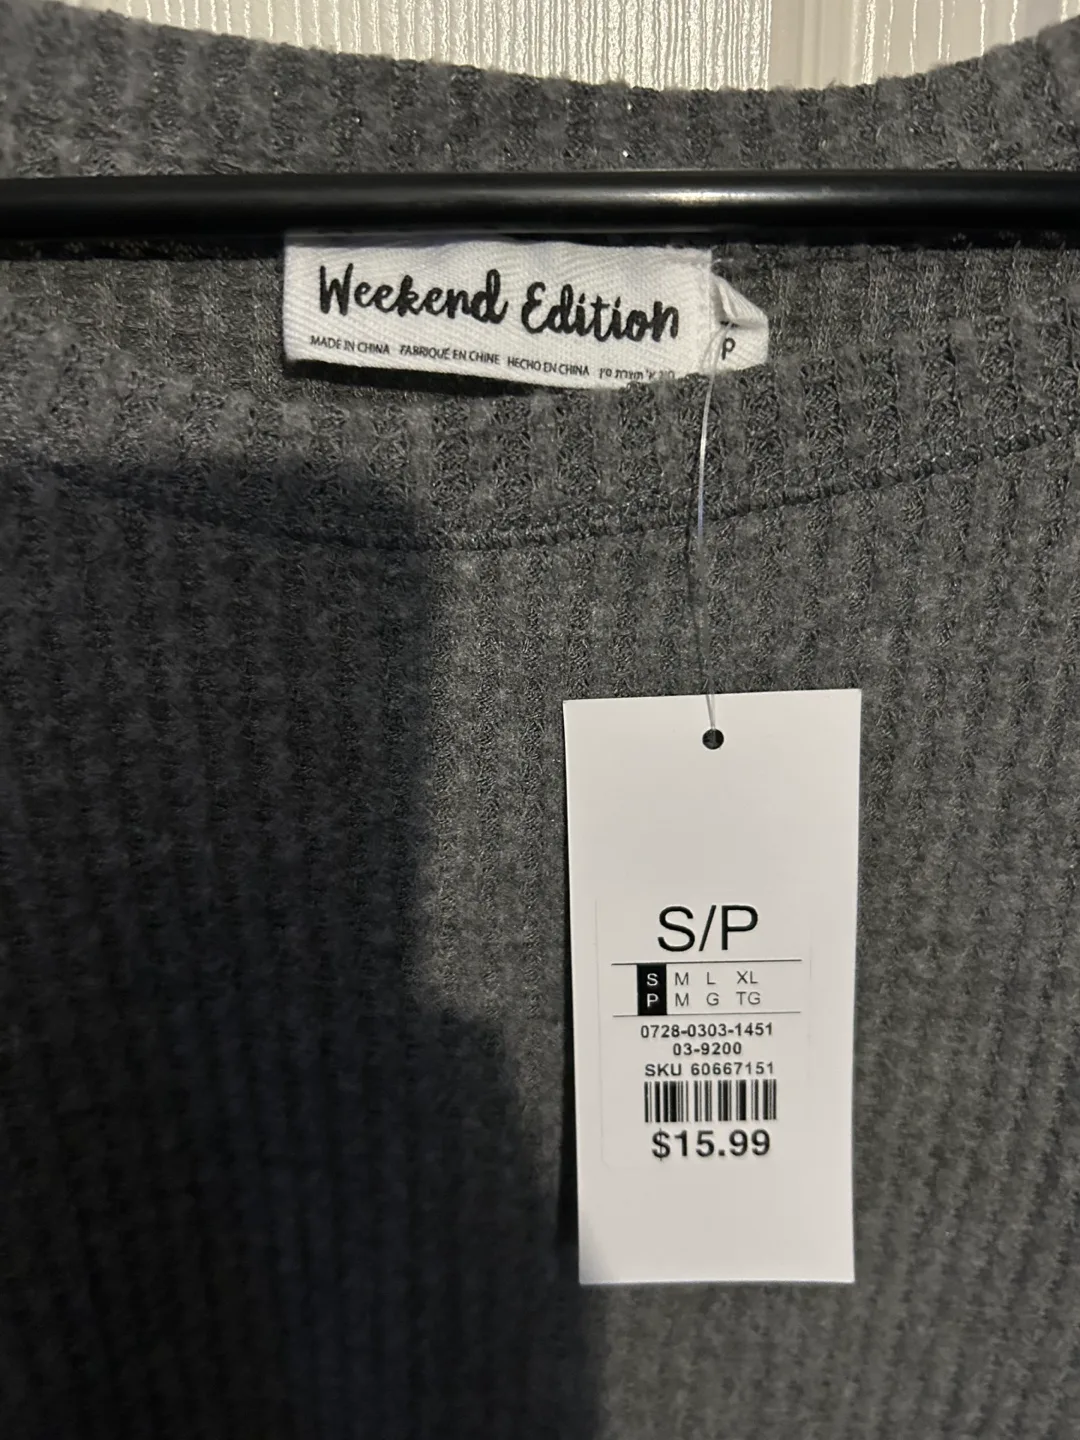 Weekend Edition
MADE IN CHINA FABRIQUÉ EN CHINE HECHO EN CHINA
P
S/P
S M L XL
P M G TG
0728-0303-1451
03-9200
SKU 60667151
$15.99